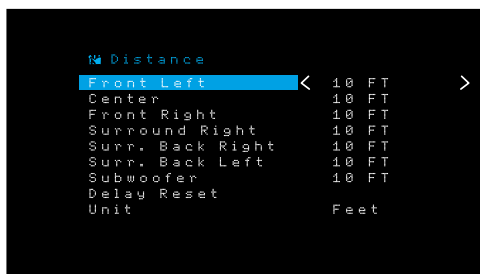 Distance
Front Left < 10 FT >
Center 10 FT
Front Right 10 FT
Surround Right 10 FT
Surr. Back Right 10 FT
Surr. Back Left 10 FT
Subwoofer 10 FT
Delay Reset
Unit Feet